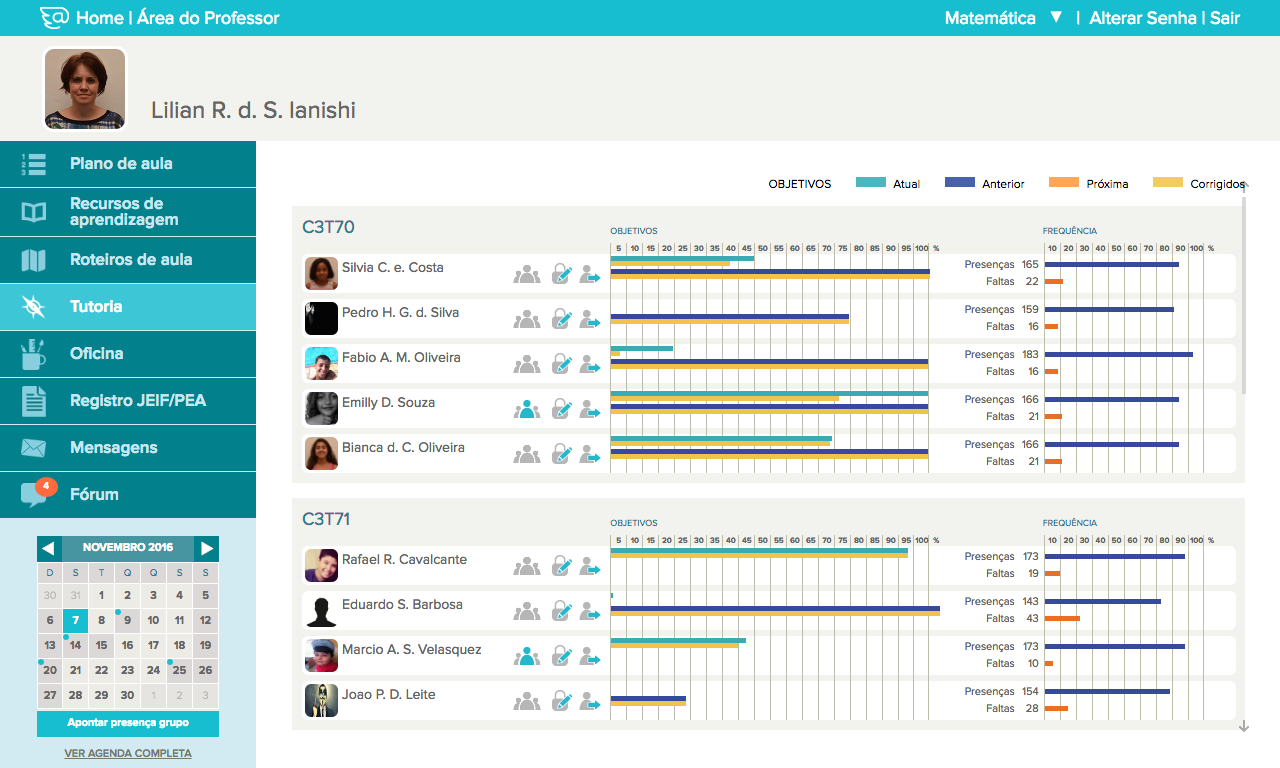 Home | Área do Professor
Matemática ▼ | Alterar Senha | Sair
Lilian R. d. S. Ianishi
Plano de aula
Recursos de
aprendizagem
Roteiros de aula
Tutoria
Oficina
Registro JEIF/PEA
Mensagens
4
Fórum
NOVEMBRO 2016
D S T Q Q S S
30 31 1 2 3 4 5
6 7 8 9 10 11 12
13 14 15 16 17 18 19
20 21 22 23 24 25 26
27 28 29 30 1 2 3
Apontar presença grupo
VER AGENDA COMPLETA
OBJETIVOS Atual Anterior Próxima Corrigidos
C3T70
OBJETIVOS
FREQUÊNCIA
5 10 15 20 25 30 35 40 45 50 55 60 65 70 75 80 85 90 95 100 %
10 20 30 40 50 60 70 80 90 100 %
Silvia C. e. Costa
Presenças 165
Faltas 22
Pedro H. G. d. Silva
Presenças 159
Faltas 16
Fabio A. M. Oliveira
Presenças 183
Faltas 16
Emilly D. Souza
Presenças 166
Faltas 21
Bianca d. C. Oliveira
Presenças 166
Faltas 21
C3T71
OBJETIVOS
FREQUÊNCIA
5 10 15 20 25 30 35 40 45 50 55 60 65 70 75 80 85 90 95 100 %
10 20 30 40 50 60 70 80 90 100 %
Rafael R. Cavalcante
Presenças 173
Faltas 19
Eduardo S. Barbosa
Presenças 143
Faltas 43
Marcio A. S. Velasquez
Presenças 173
Faltas 10
Joao P. D. Leite
Presenças 154
Faltas 28